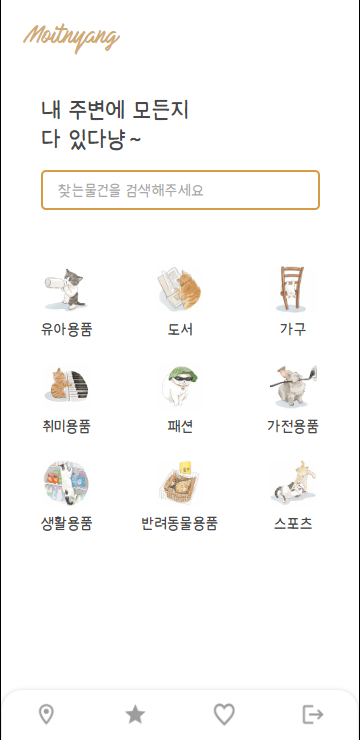 Moitnyang
내 주변에 모든지
다 있다냥~
찾는물건을 검색해주세요
유아용품
도서
가구
취미용품
패션
가전용품
생활용품
반려동물용품
스포츠